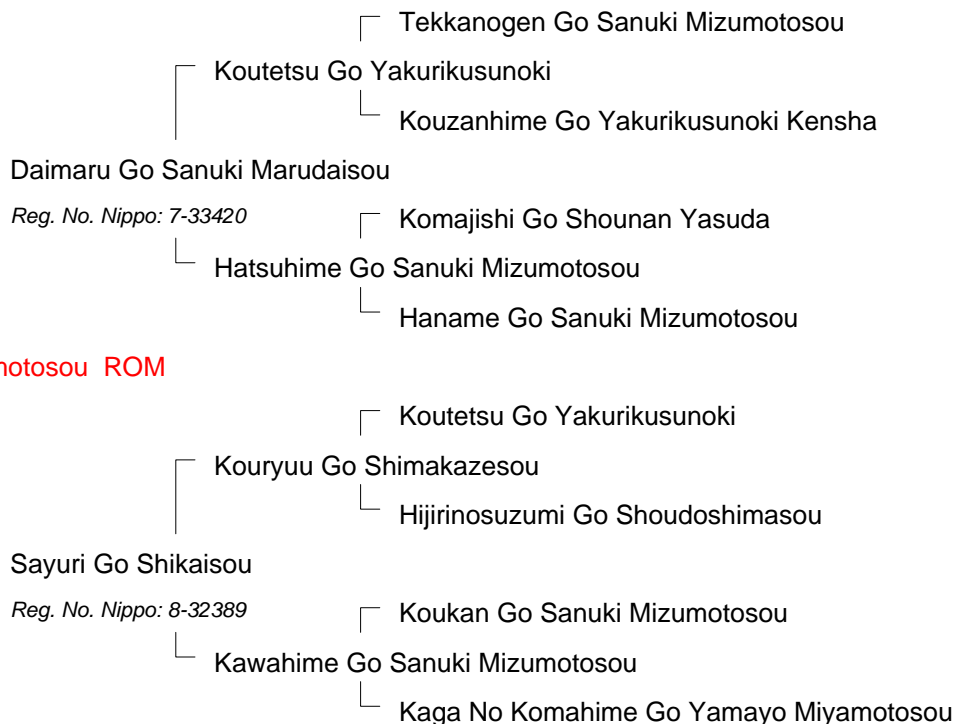 Tekkanogen Go Sanuki Mizumotosou
Koutetsu Go Yakurikusunoki
Kouzanhime Go Yakurikusunoki Kensha
Daimaru Go Sanuki Marudaisou
Reg. No. Nippo: 7-33420
Komajishi Go Shounan Yasuda
Hatsuhime Go Sanuki Mizumotosou
Haname Go Sanuki Mizumotosou
notosou ROM
Koutetsu Go Yakurikusunoki
Kouryuu Go Shimakazesou
Hijirinosuzumi Go Shoudoshimasou
Sayuri Go Shikaisou
Reg. No. Nippo: 8-32389
Koukan Go Sanuki Mizumotosou
Kawahime Go Sanuki Mizumotosou
Kaga No Komahime Go Yamayo Miyamotosou